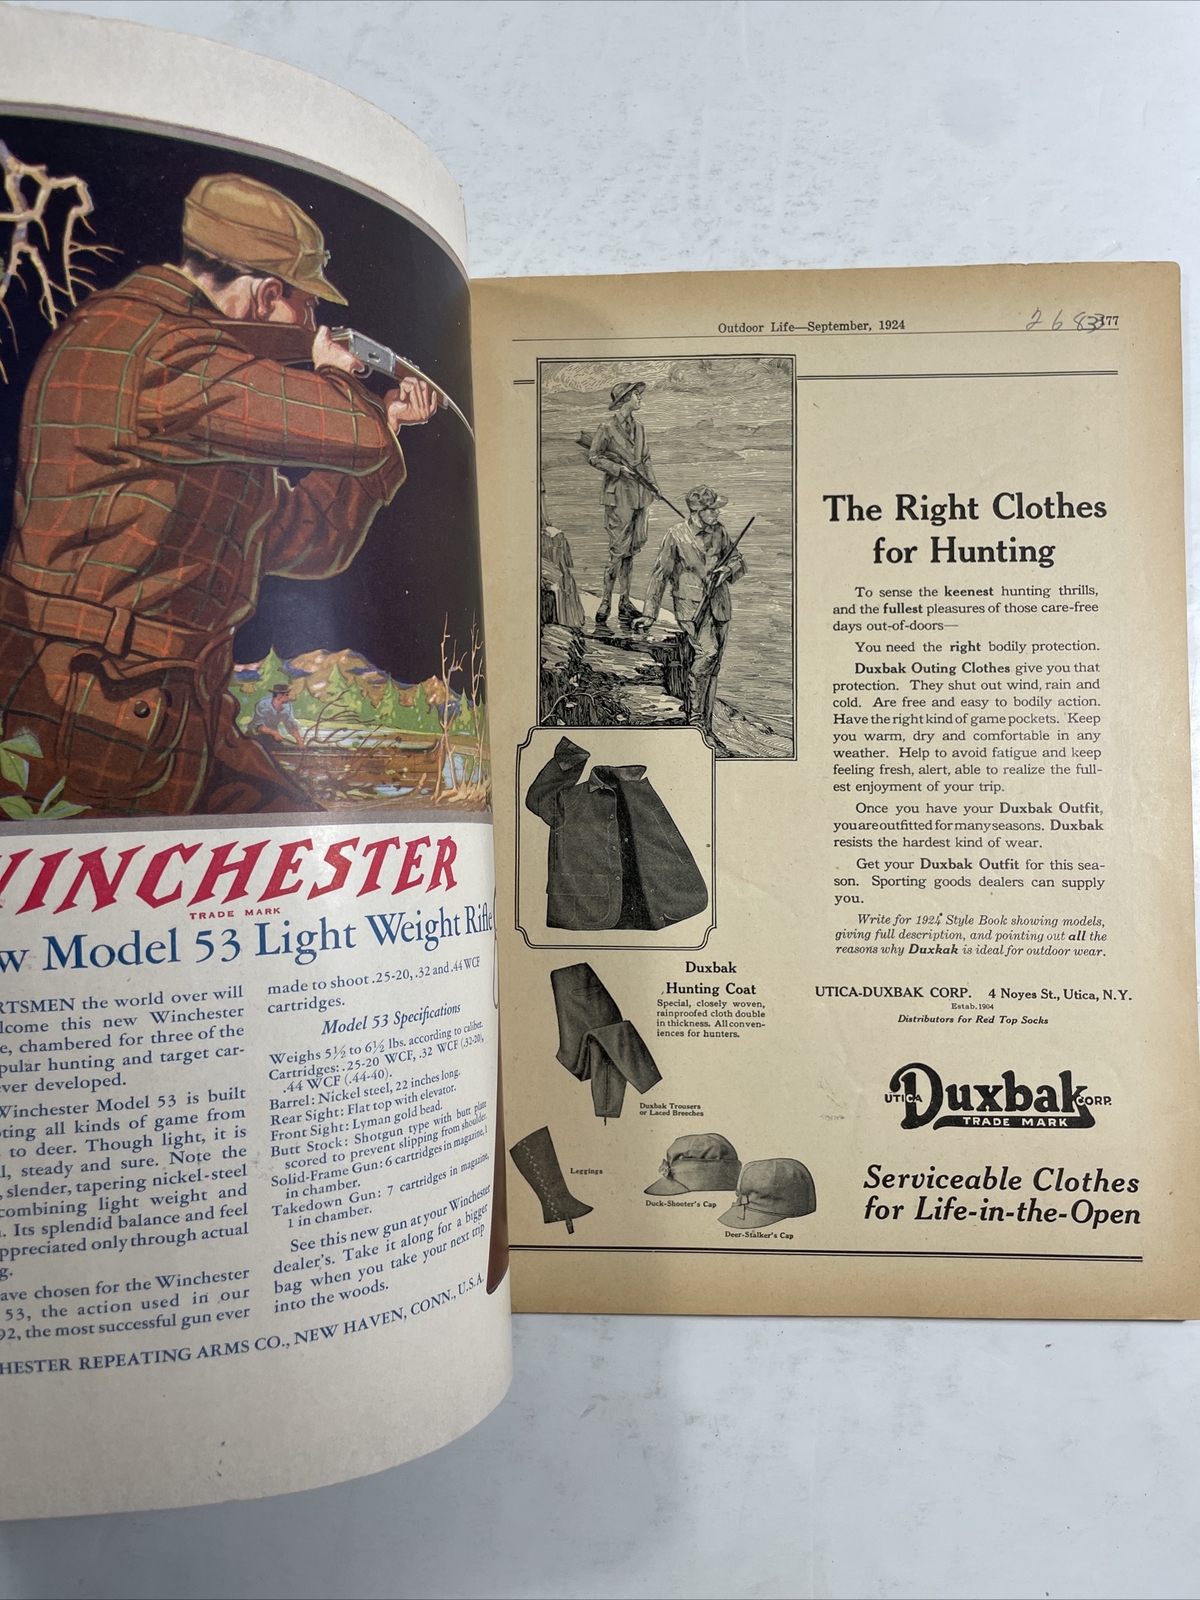 WINCHESTER
TRADE MARK
Model 53 Light Weight Rifle
the world over will
this new Winchester
chambered for three of the
hunting and target car-
developed.
Winchester Model 53 is built
all kinds of game from
to deer. Though light, it is
steady and sure. Note the
slender, tapering nickel-steel
combining light weight and
Its splendid balance and feel
only through actual
chosen for the Winchester
53, the action used in our
the most successful gun ever
made to shoot .25-20, .32 and .44 WCF
cartridges.
Model 53 Specifications
Weighs 5½ to 6½ lbs. according to caliber.
Cartridges: .25-20 WCF, .32 WCF (.32-20),
.44 WCF (.44-40).
Barrel: Nickel steel, 22 inches long.
Rear Sight: Flat top with elevator.
Front Sight: Lyman gold bead.
Butt Stock: Shotgun type with butt plate
scored to prevent slipping from shoulder.
Solid-Frame Gun: 6 cartridges in magazine, 1
in chamber.
Takedown Gun: 7 cartridges in magazine,
1 in chamber.
See this new gun at your Winchester
dealer's. Take it along for a bigger
bag when you take your next trip
into the woods.
REPEATING ARMS CO., NEW HAVEN, CONN., U.S.A.
Outdoor Life—September, 1924
The Right Clothes
for Hunting
To sense the keenest hunting thrills,
and the fullest pleasures of those care-free
days out-of-doors—
You need the right bodily protection.
Duxbak Outing Clothes give you that
protection. They shut out wind, rain and
cold. Are free and easy to bodily action.
Have the right kind of game pockets. Keep
you warm, dry and comfortable in any
weather. Help to avoid fatigue and keep
feeling fresh, alert, able to realize the full-
est enjoyment of your trip.
Once you have your Duxbak Outfit,
you are outfitted for many seasons. Duxbak
resists the hardest kind of wear.
Get your Duxbak Outfit for this sea-
son. Sporting goods dealers can supply
you.
Write for 1924 Style Book showing models,
giving full description, and pointing out all the
reasons why Duxkak is ideal for outdoor wear.
UTICA-DUXBAK CORP. 4 Noyes St., Utica, N.Y.
Estab. 1904
Distributors for Red Top Socks
Duxbak
Hunting Coat
Special, closely woven,
rainproofed cloth double
in thickness. All conven-
iences for hunters.
Duxbak Trousers
or Laced Breeches
Leggings
Duck-Shooter's Cap
Deer-Stalker's Cap
UTICA Duxbak CORP.
TRADE MARK
Serviceable Clothes
for Life-in-the-Open